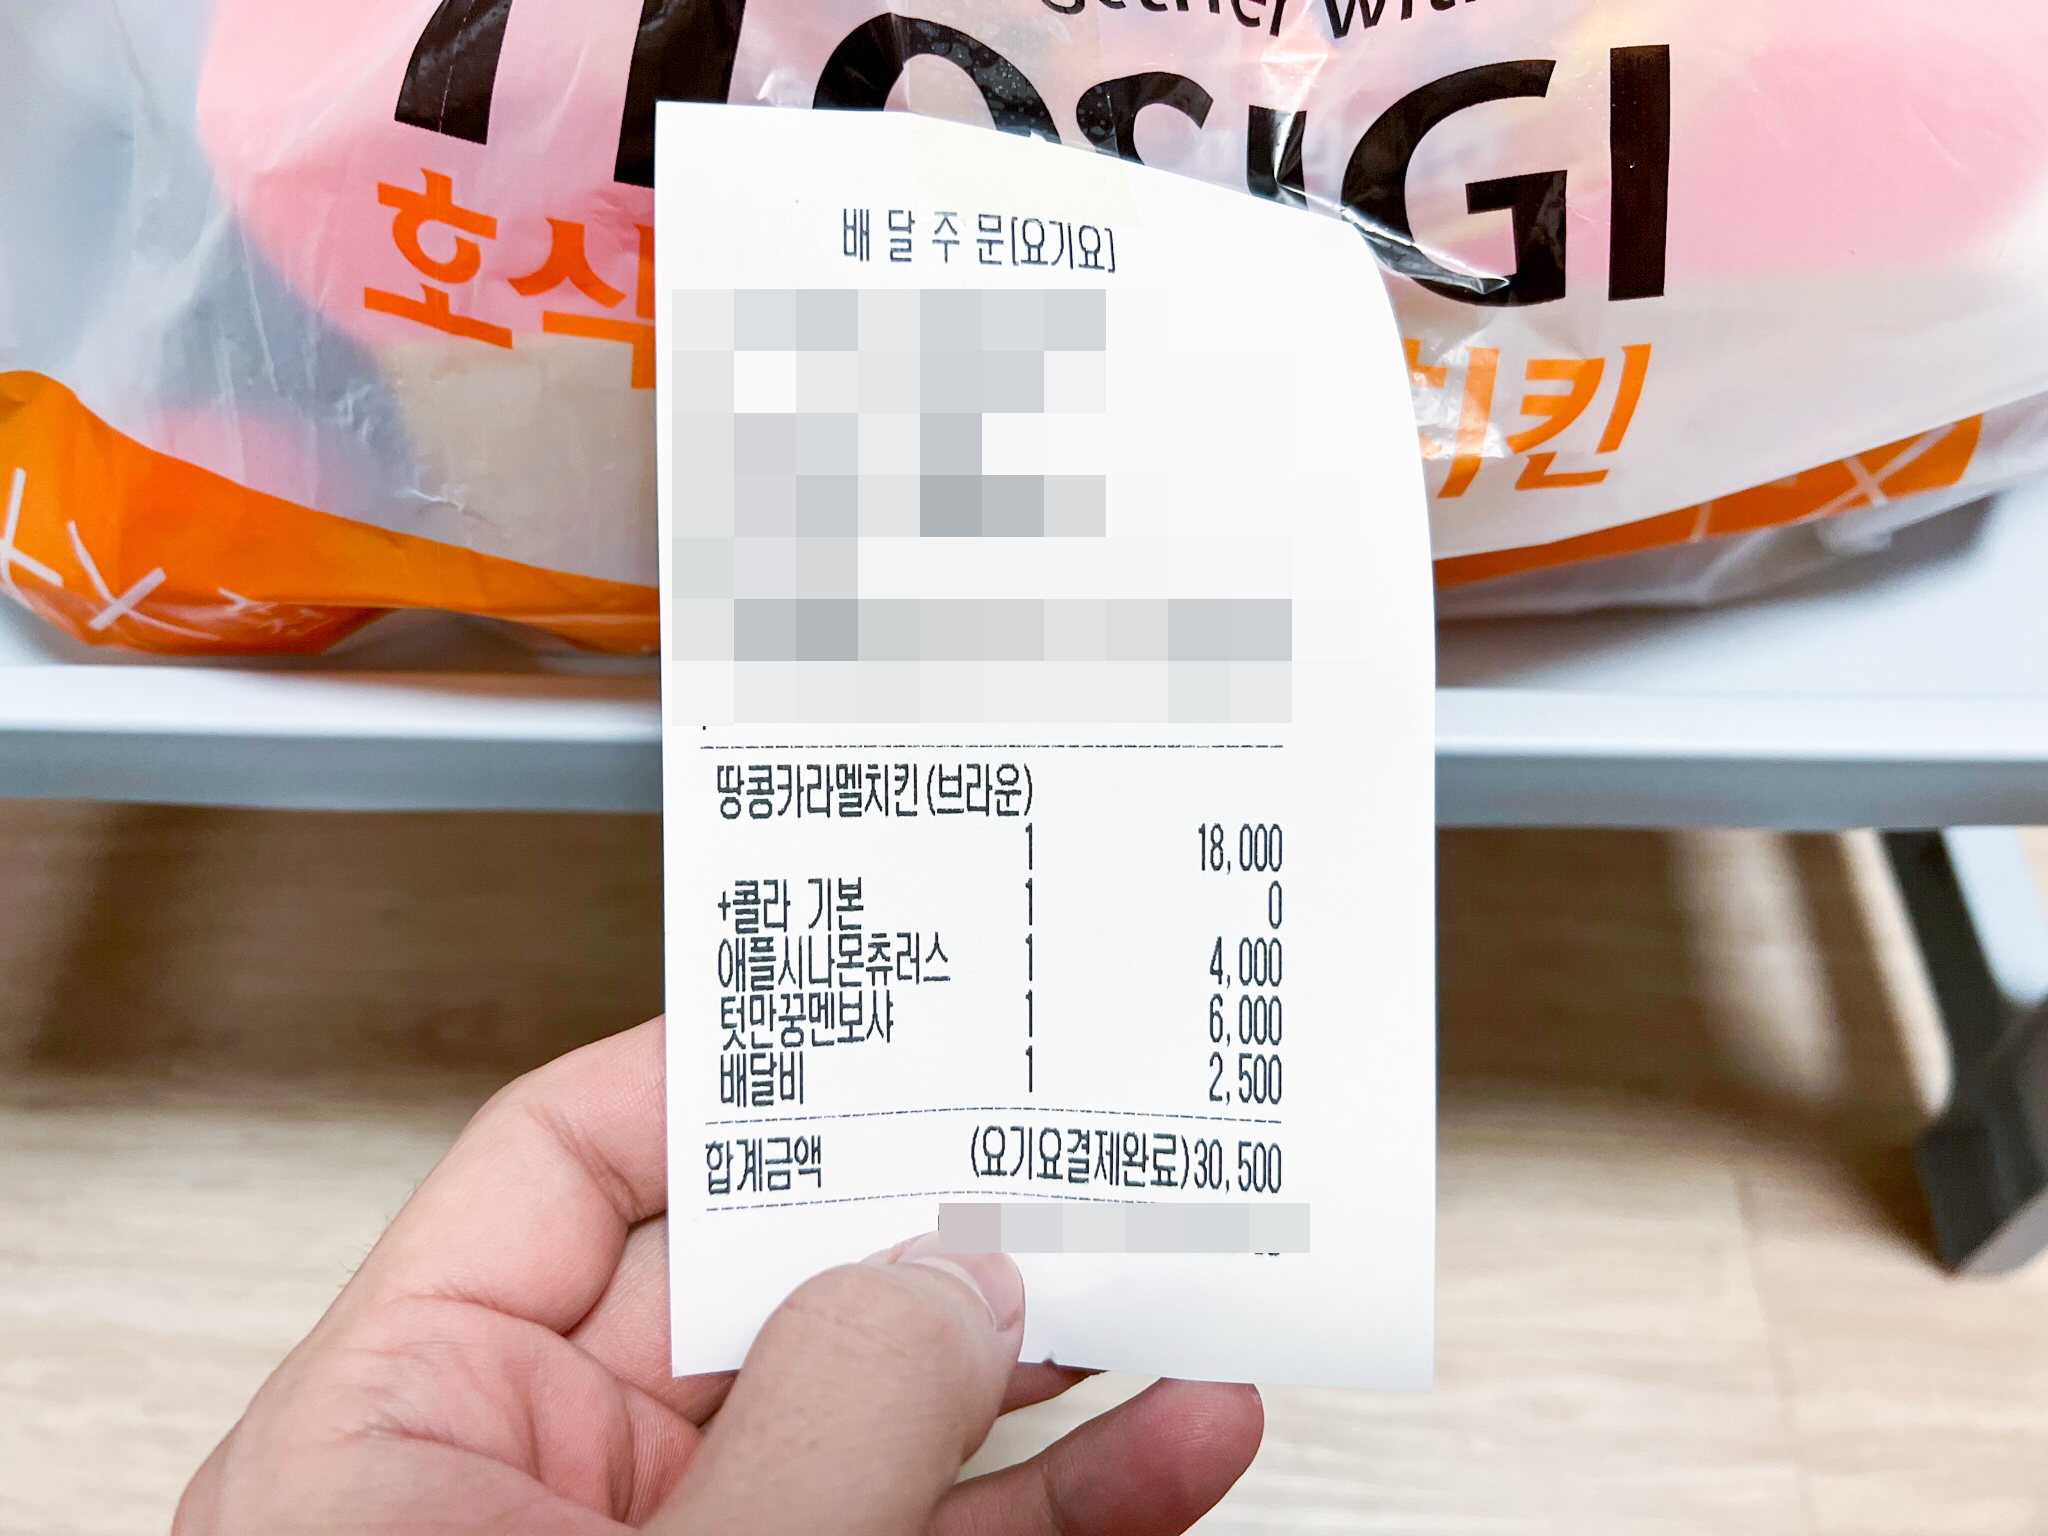 together with
HOSIGI
호식 치킨
배 달 주 문[요기요]
땅콩카라멜치킨(브라운)
1 18,000
+콜라 기본 1 0
애플시나몬츄러스 1 4,000
텃만꿍멘보샤 1 6,000
배달비 1 2,500
합계금액 (요기요결제완료)30,500